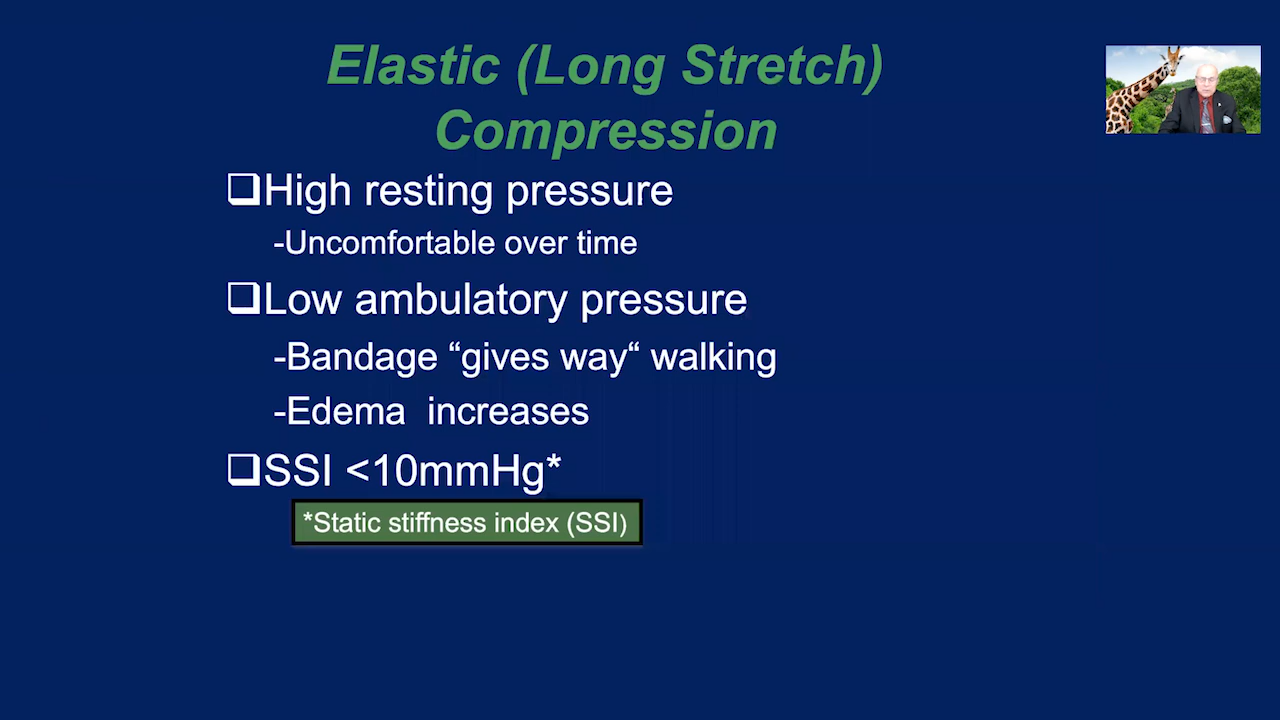 Elastic (Long Stretch)
Compression
❑High resting pressure
-Uncomfortable over time
❑Low ambulatory pressure
-Bandage “gives way“ walking
-Edema increases
❑SSI <10mmHg*
*Static stiffness index (SSI)